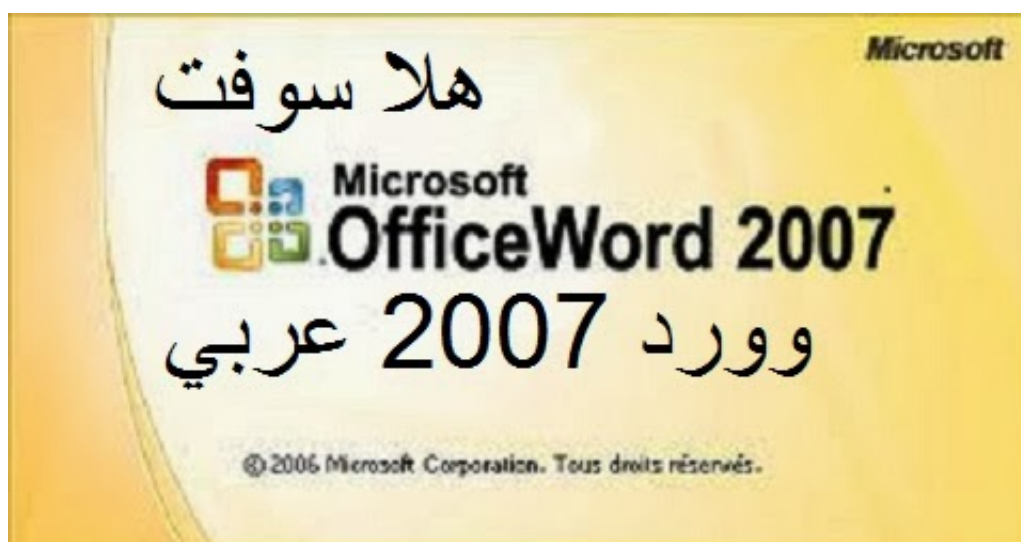 Microsoft
هلا سوفت
Microsoft
OfficeWord 2007
وورد 2007 عربي
© 2006 Microsoft Corporation. Tous droits réservés.